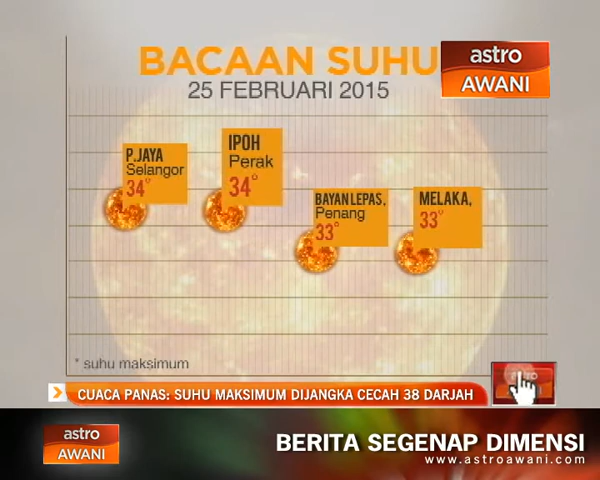 BACAAN SUHU
astro
AWANI
25 FEBRUARI 2015
P.JAYA
Selangor
34°
IPOH
Perak
34°
BAYAN LEPAS,
Penang
33°
MELAKA,
33°
* suhu maksimum
CUACA PANAS: SUHU MAKSIMUM DIJANGKA CECAH 38 DARJAH
astro
astro
AWANI
BERITA SEGENAP DIMENSI
www.astroawani.com